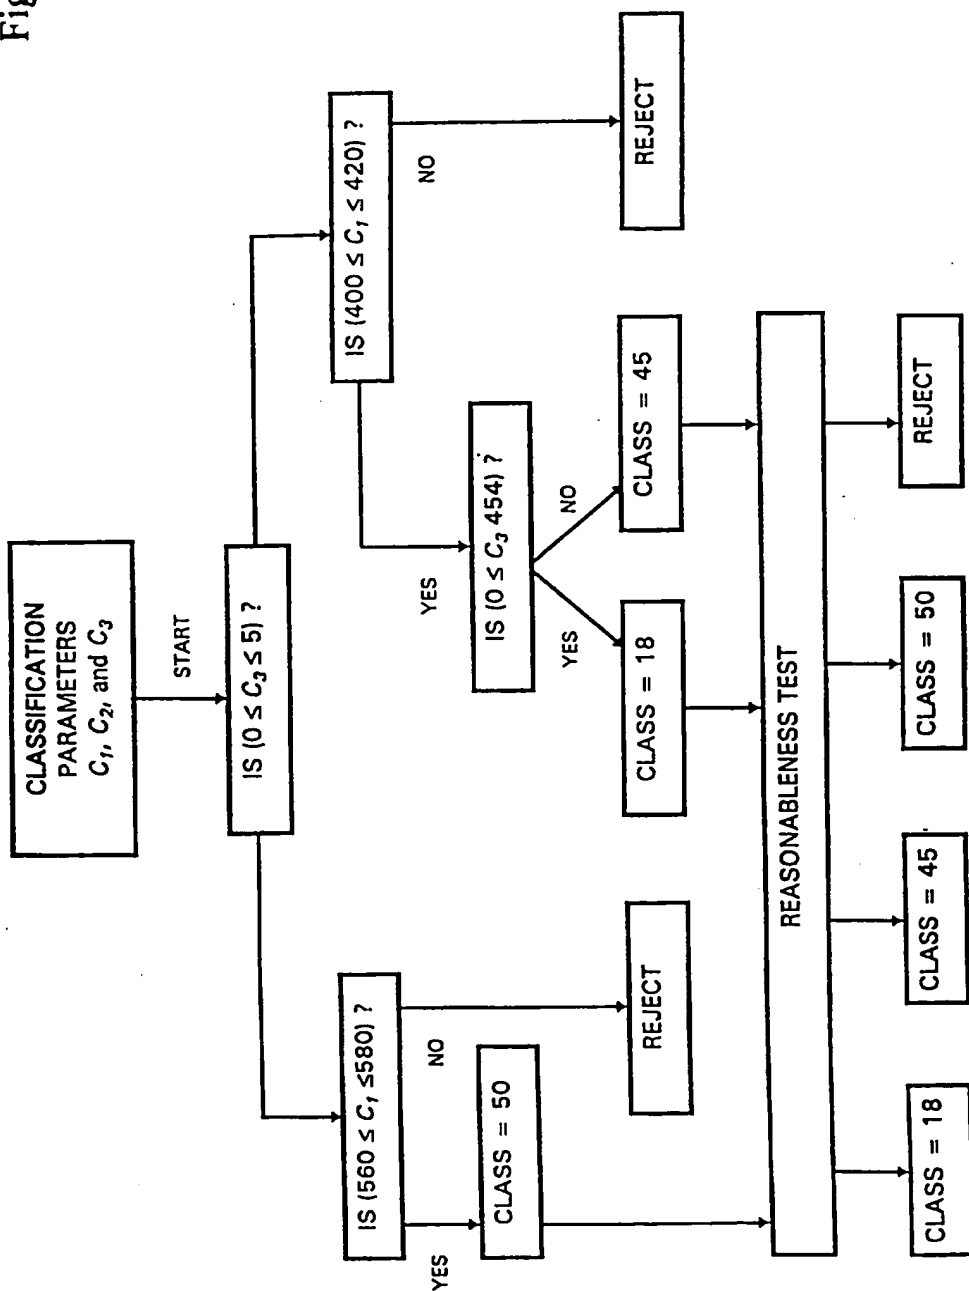 Fig
CLASSIFICATION
PARAMETERS
C1, C2, and C3
START
IS (0 ≤ C3 ≤ 5) ?
IS (560 ≤ C1 ≤580) ?
IS (400 ≤ C1 ≤ 420) ?
YES
NO
YES
NO
CLASS = 50
REJECT
IS (0 ≤ C3 454) ?
REJECT
YES
NO
CLASS = 18
CLASS = 45
REASONABLENESS TEST
CLASS = 18
CLASS = 45
CLASS = 50
REJECT